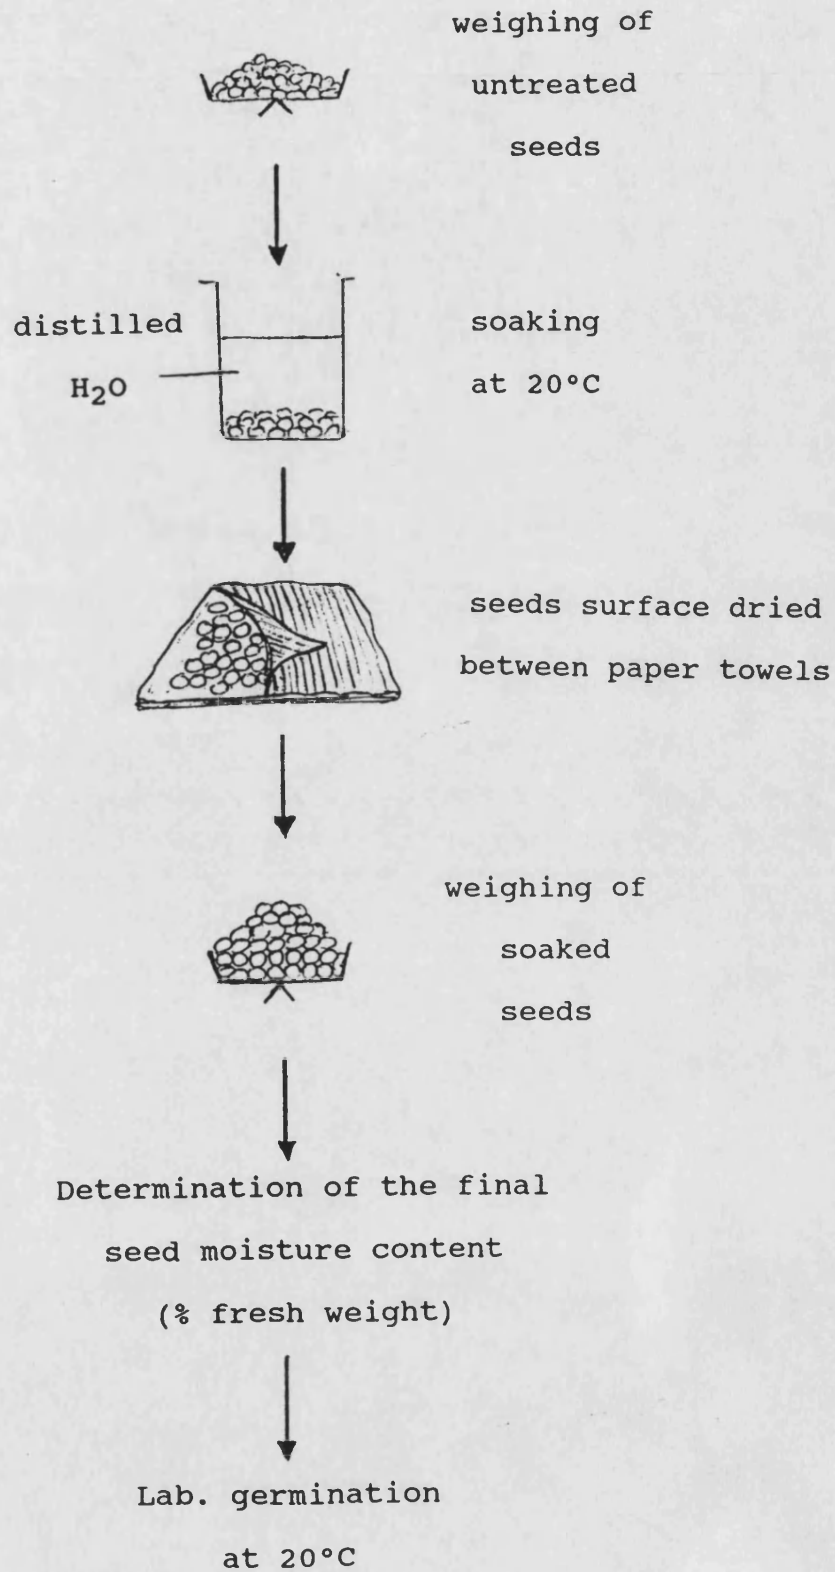 weighing of
untreated
seeds
distilled
H₂O
soaking
at 20°C
seeds surface dried
between paper towels
weighing of
soaked
seeds
Determination of the final
seed moisture content
(% fresh weight)
Lab. germination
at 20°C